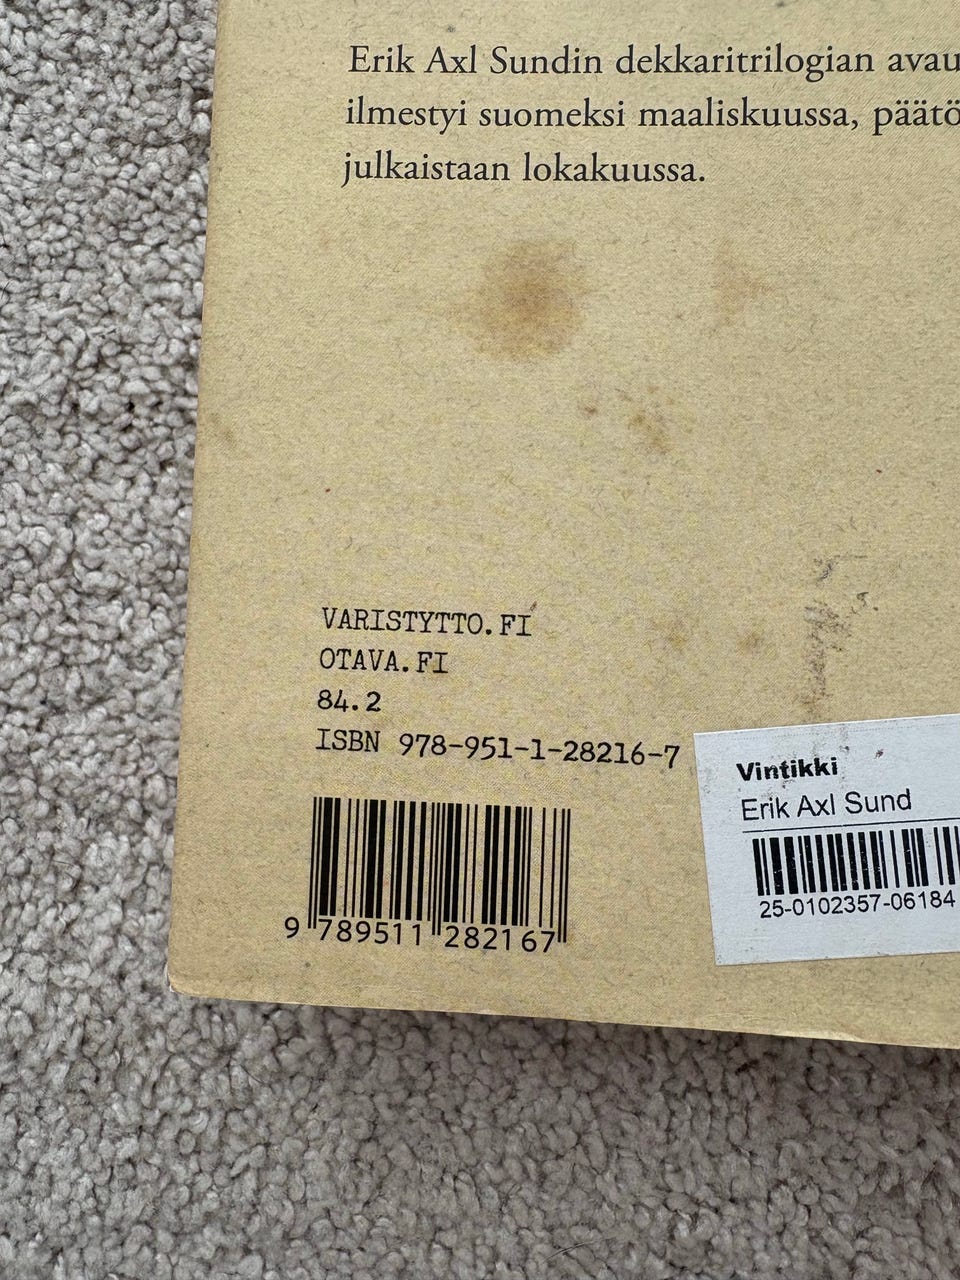 Erik Axl Sundin dekkaritrilogian
ilmestyi suomeksi maaliskuussa,
julkaistaan lokakuussa.
VARISTYTTO.FI
OTAVA.FI
84.2
ISBN 978-951-1-28216-7
9 789511 282167
Vintikki
Erik Axl Sund
25-0102357-06184